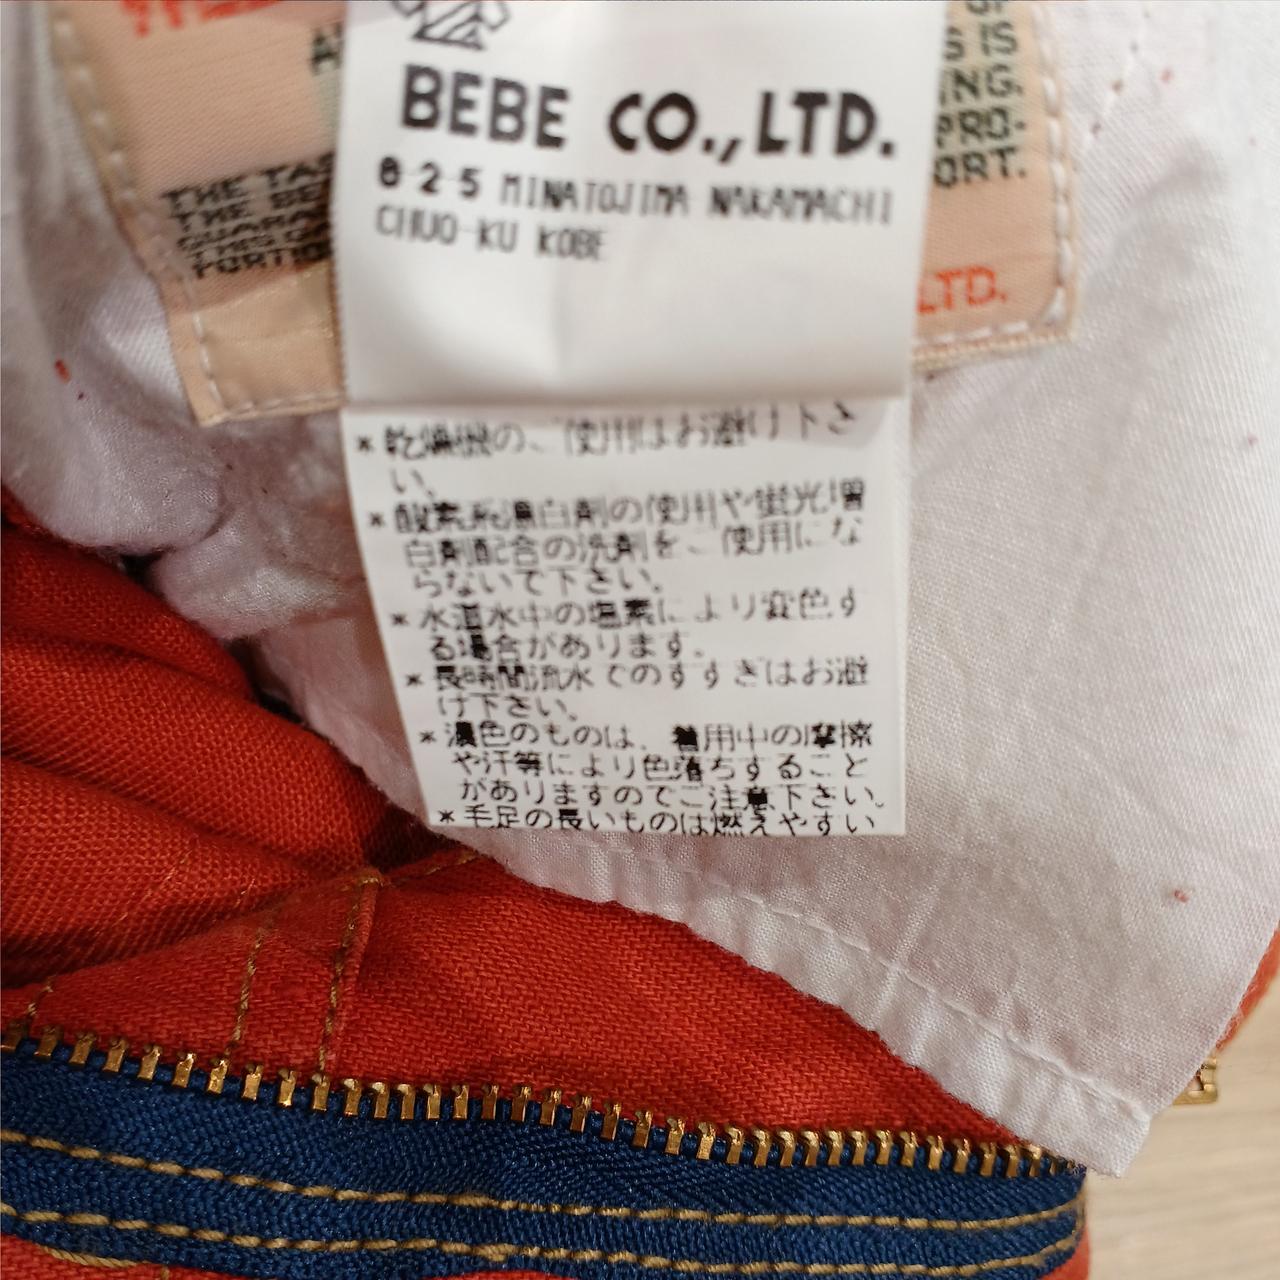 BEBE CO., LTD.
8-2-5 MINATOJIMA NAKAMACHI
CHUO-KU KOBE
THE
THE
LTD.
IS
ING.
PRO-
ORT.
*乾燥機の、使用はお避け下さ
い。
*酸素系漂白剤の使用や蛍光増
白剤配合の洗剤を、使用にな
らないで下さい。
*水道水中の塩素により変色す
る場合があります。
*長時間流水でのすすぎはお避
け下さい。
*濃色のものは、着用中の摩擦
や汗等により色落ちすること
がありますのでご注意下さい。
*毛足の長いものは燃えやすい